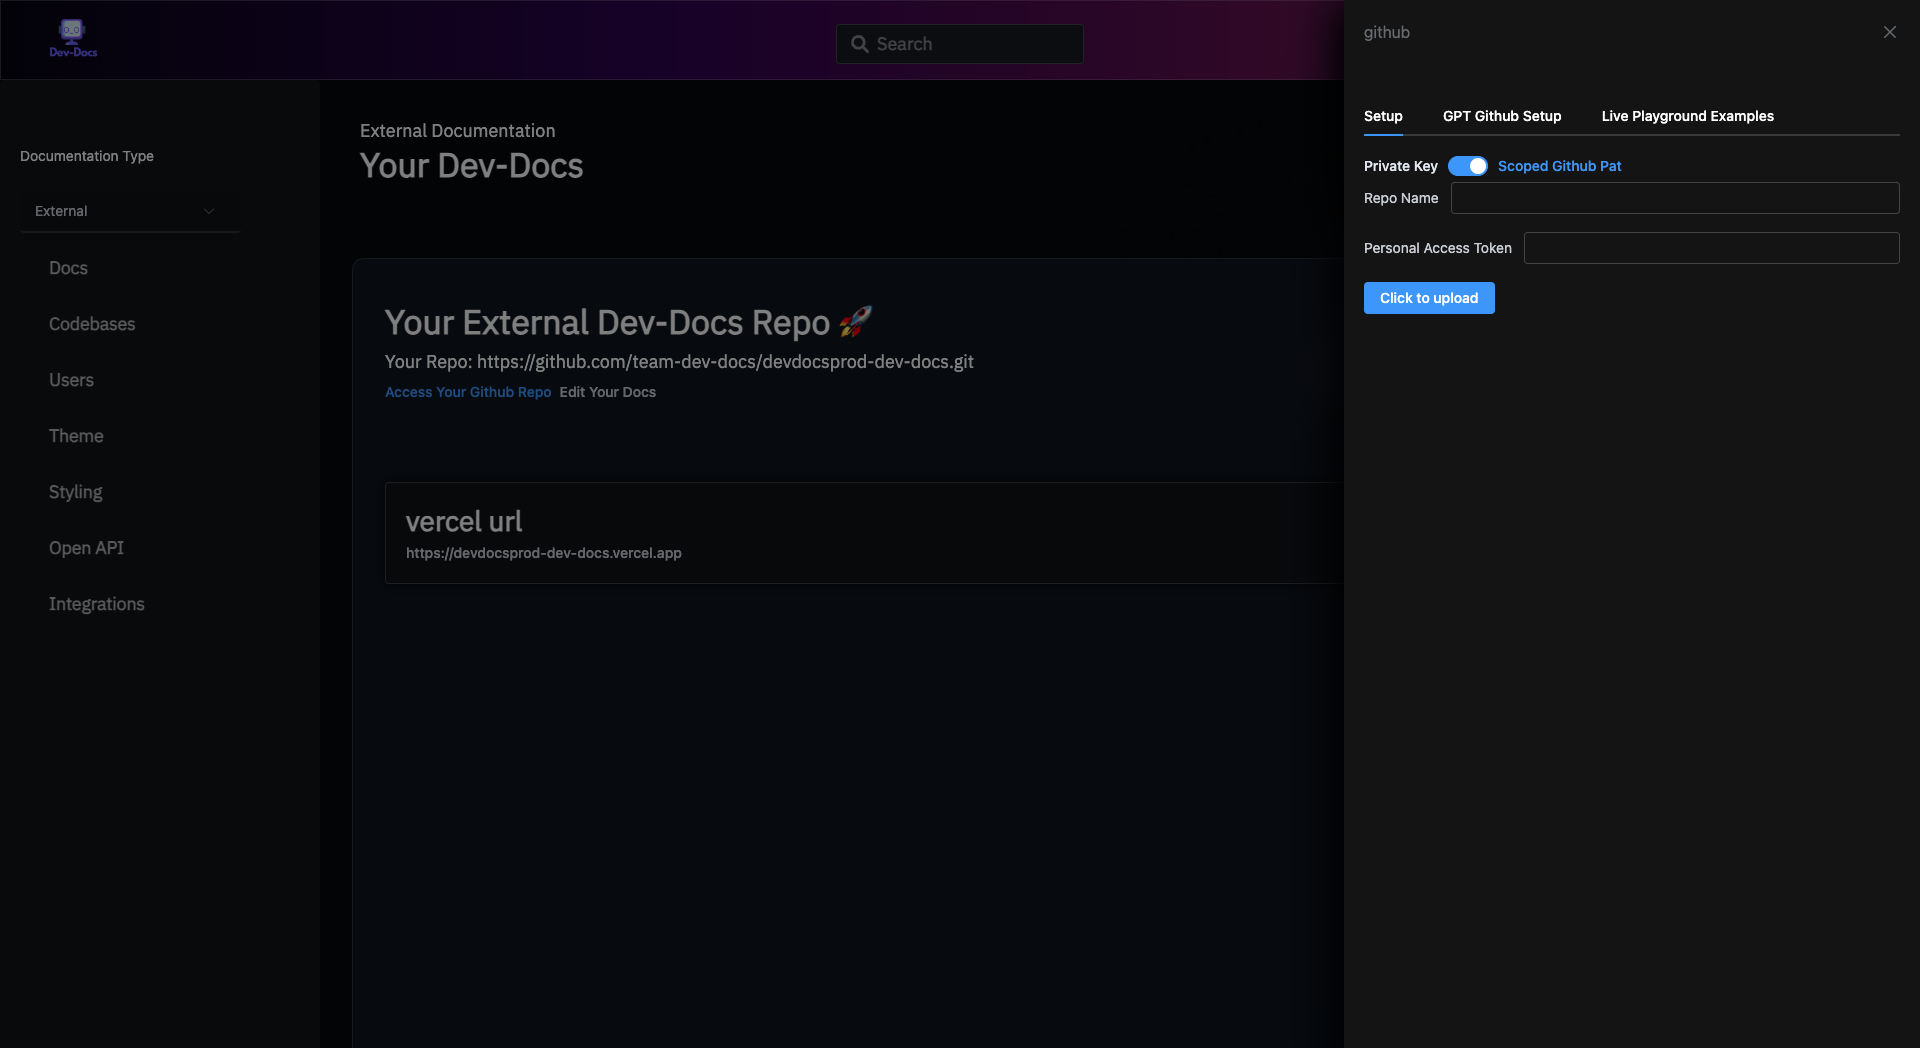 Dev-Docs
Search
Documentation Type
External
Docs
Codebases
Users
Theme
Styling
Open API
Integrations
External Documentation
Your Dev-Docs
Your External Dev-Docs Repo 🚀
Your Repo: https://github.com/team-dev-docs/devdocsprod-dev-docs.git
Access Your Github Repo Edit Your Docs
vercel url
https://devdocsprod-dev-docs.vercel.app
github
Setup GPT Github Setup Live Playground Examples
Private Key Scoped Github Pat
Repo Name
Personal Access Token
Click to upload